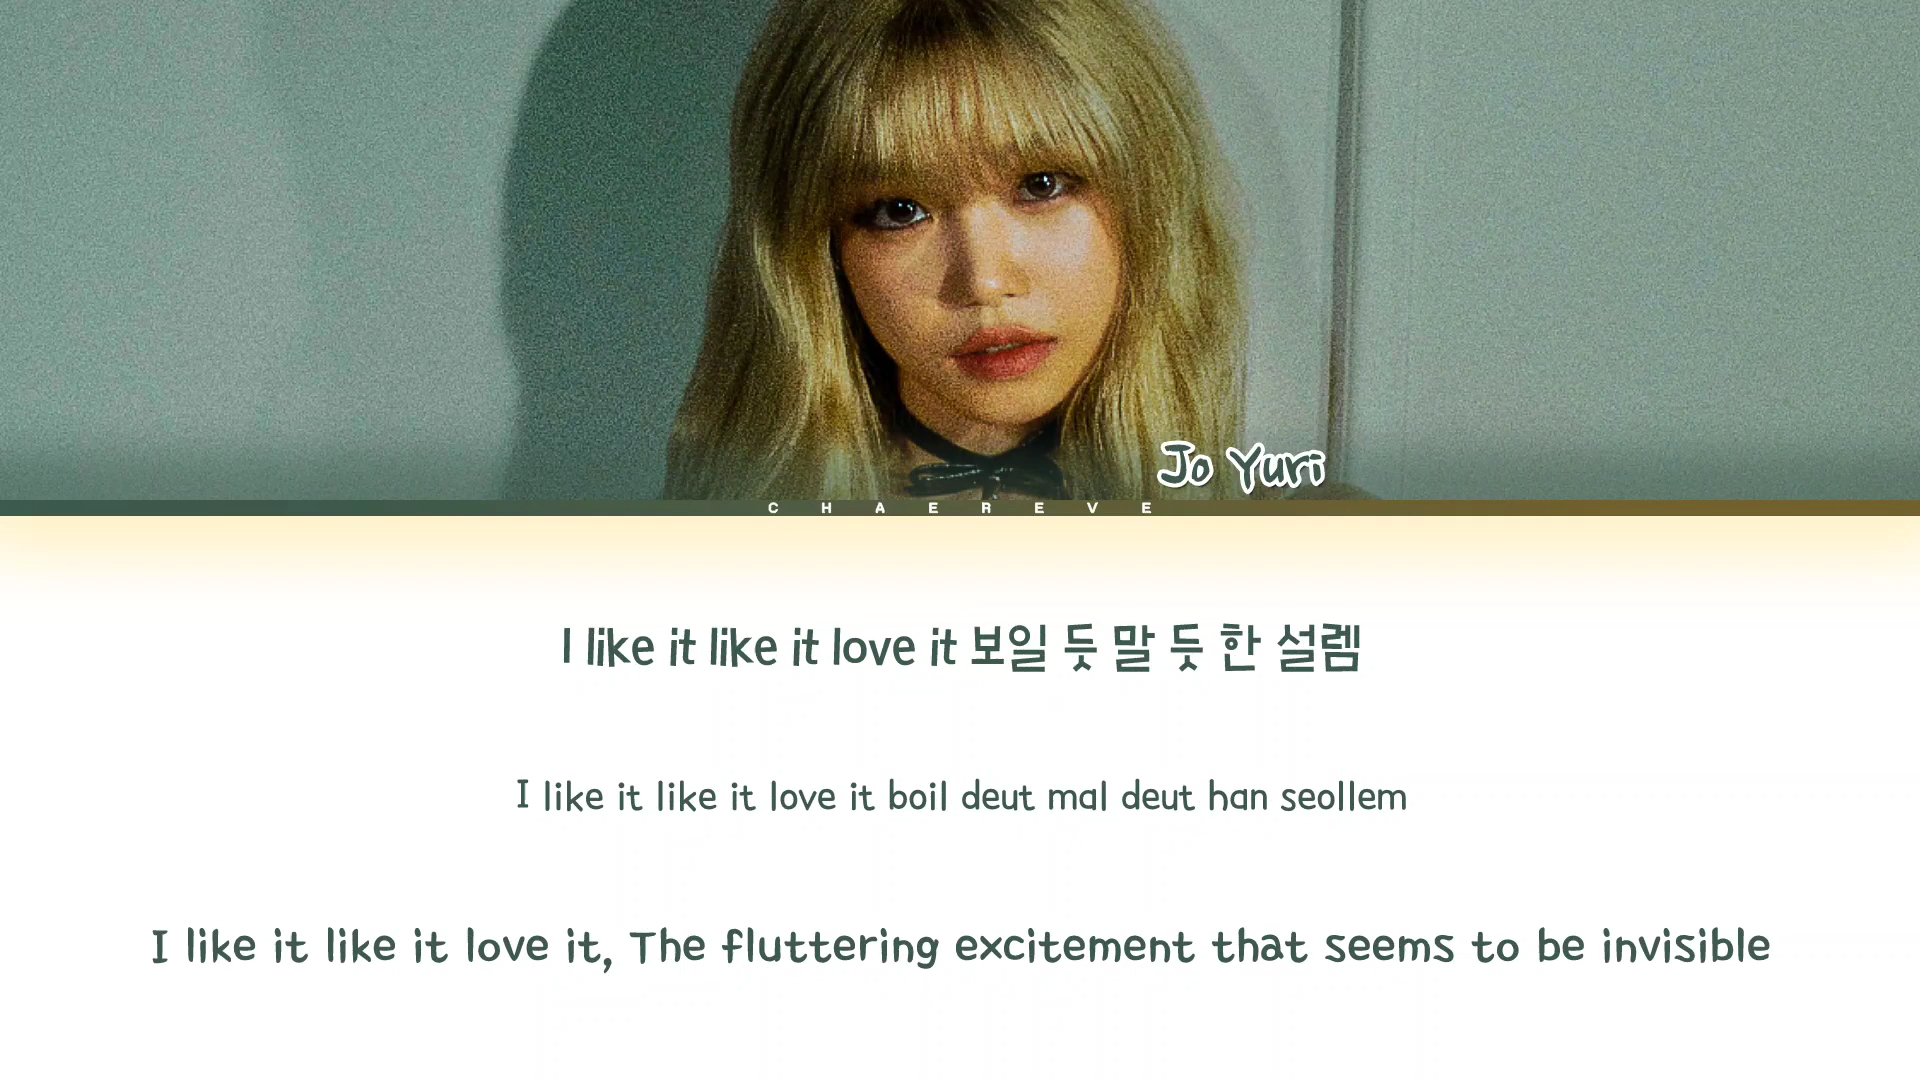 Jo Yuri
CHAEREVE
I like it like it love it 보일 듯 말 듯 한 설렘
I like it like it love it boil deut mal deut han seollem
I like it like it love it, The fluttering excitement that seems to be invisible